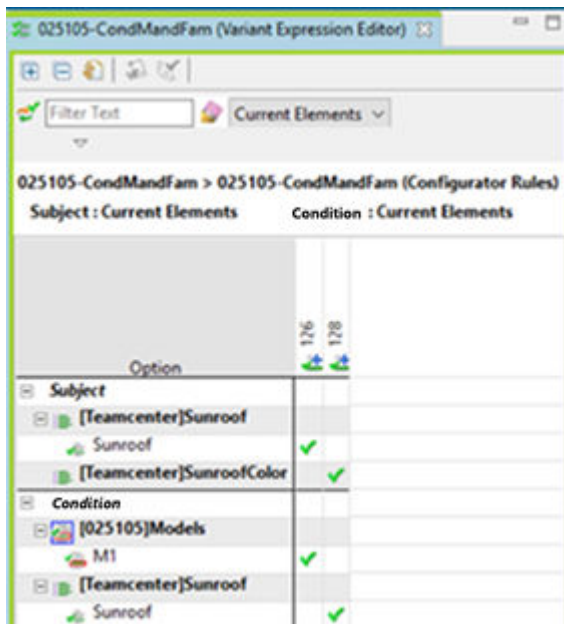 025105-CondMandFam (Variant Expression Editor)
Filter Text Current Elements
025105-CondMandFam > 025105-CondMandFam (Configurator Rules)
Subject : Current Elements Condition : Current Elements
Option 126 128
Subject
[Teamcenter]Sunroof
Sunroof
[Teamcenter]SunroofColor
Condition
[025105]Models
M1
[Teamcenter]Sunroof
Sunroof